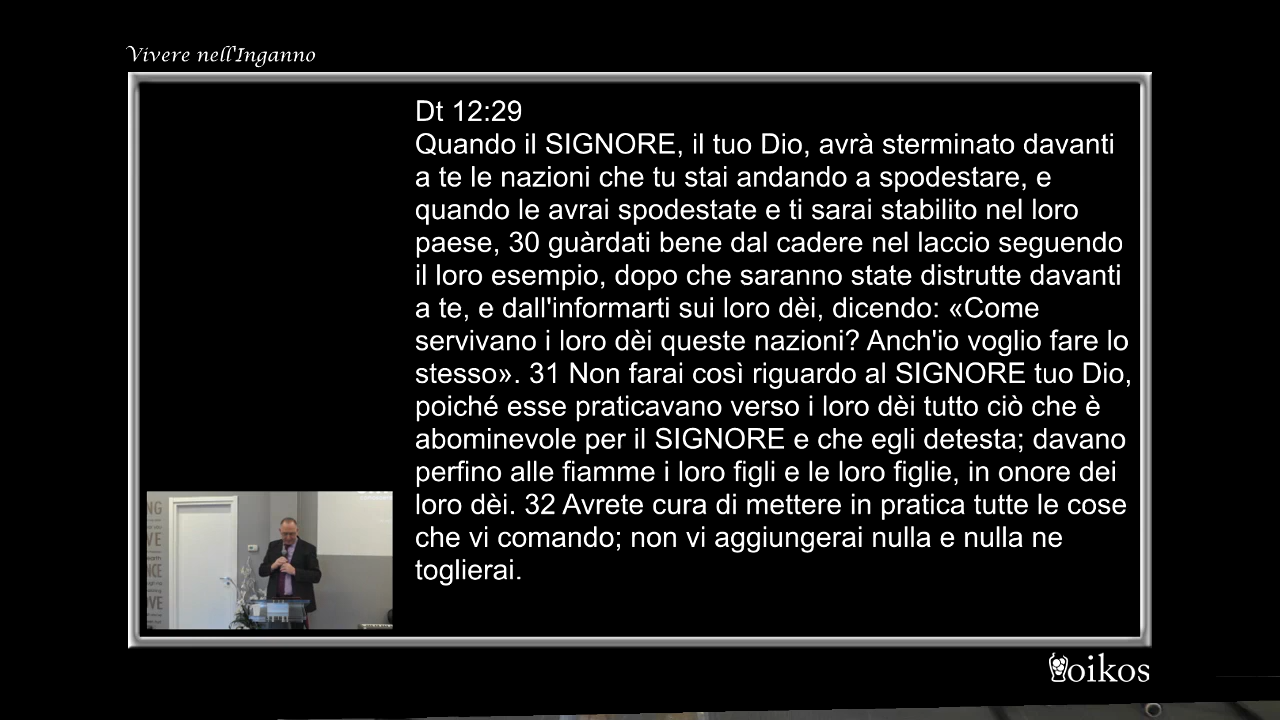 Vivere nell'Inganno
Dt 12:29
Quando il SIGNORE, il tuo Dio, avrà sterminato davanti
a te le nazioni che tu stai andando a spodestare, e
quando le avrai spodestate e ti sarai stabilito nel loro
paese, 30 guàrdati bene dal cadere nel laccio seguendo
il loro esempio, dopo che saranno state distrutte davanti
a te, e dall'informarti sui loro dèi, dicendo: «Come
servivano i loro dèi queste nazioni? Anch'io voglio fare lo
stesso». 31 Non farai così riguardo al SIGNORE tuo Dio,
poiché esse praticavano verso i loro dèi tutto ciò che è
abominevole per il SIGNORE e che egli detesta; davano
perfino alle fiamme i loro figli e le loro figlie, in onore dei
loro dèi. 32 Avrete cura di mettere in pratica tutte le cose
che vi comando; non vi aggiungerai nulla e nulla ne
toglierai.
oikos